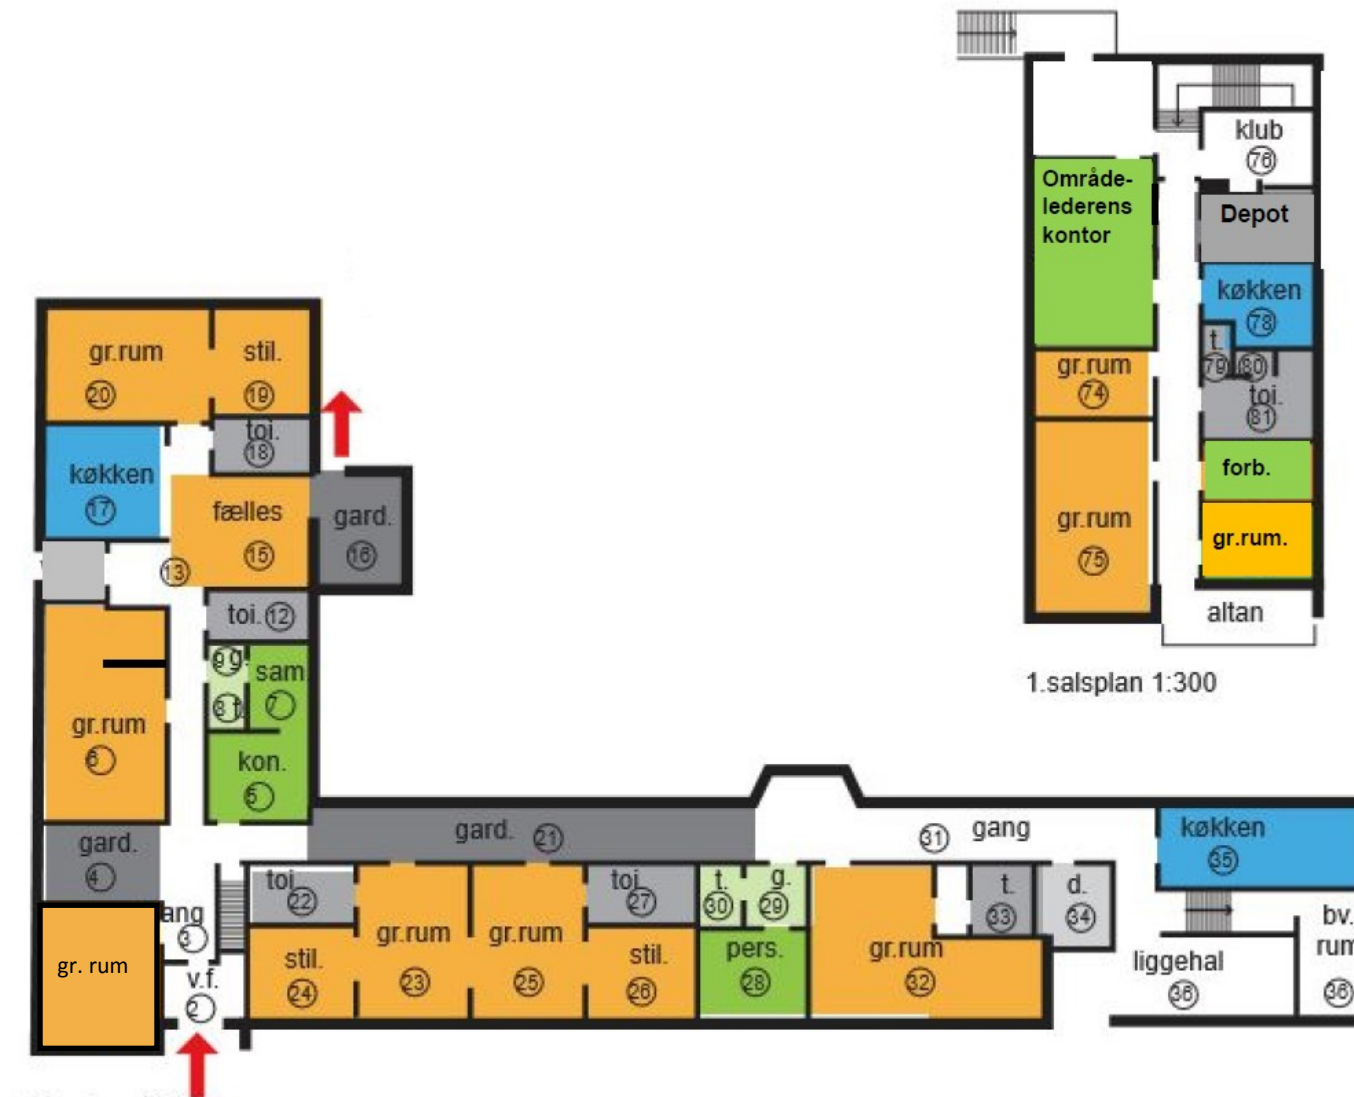 klub
76
Område-
lederens
kontor
Depot
køkken
78
t.
79
80
gr.rum
74
toi.
81
forb.
gr.rum
75
gr.rum.
altan
1.salsplan 1:300
gr.rum
20
stil.
19
toi.
18
køkken
17
fælles
15
gard.
16
13
toi. 12
9 g.
sam
7
8 t.
gr.rum
6
kon.
5
gard.
4
gard. 21
31 gang
køkken
35
toi.
22
gr.rum
23
gr.rum
25
toi.
27
t.
30
g.
29
t.
33
d.
34
ang
3
gr. rum
v.f.
2
stil.
24
stil.
26
pers.
28
gr.rum
32
liggehal
36
bv.
rum
36